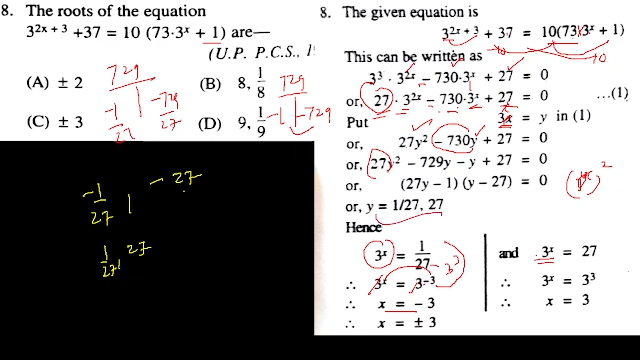 8. The roots of the equation
3^{2x + 3} +37 = 10 (73·3^x + 1) are—
(U.P. P.C.S., 1
(A) ± 2
(B) 8, 1/8
(C) ± 3
(D) 9, 1/9
729
-1/27
-729/27
729
-1
-729
-1/27
-27
1/27, 27
8. The given equation is
3^{2x + 3} + 37 = 10(73·3^x + 1)
10
This can be written as
3^3 · 3^{2x} − 730·3^x + 27 = 0
or, 27 · 3^{2x} − 730·3^x + 27 = 0 ...(1)
Put 3^x = y in (1)
or, 27y^2 − 730y + 27 = 0
or, 27y^2 − 729y − y + 27 = 0
or, (27y − 1) (y − 27) = 0
or, y = 1/27, 27
Hence
3^x = 1/27
3^3
∴ 3^x = 3^{−3}
∴ x = − 3
∴ x = ± 3
and 3^x = 27
∴ 3^x = 3^3
∴ x = 3